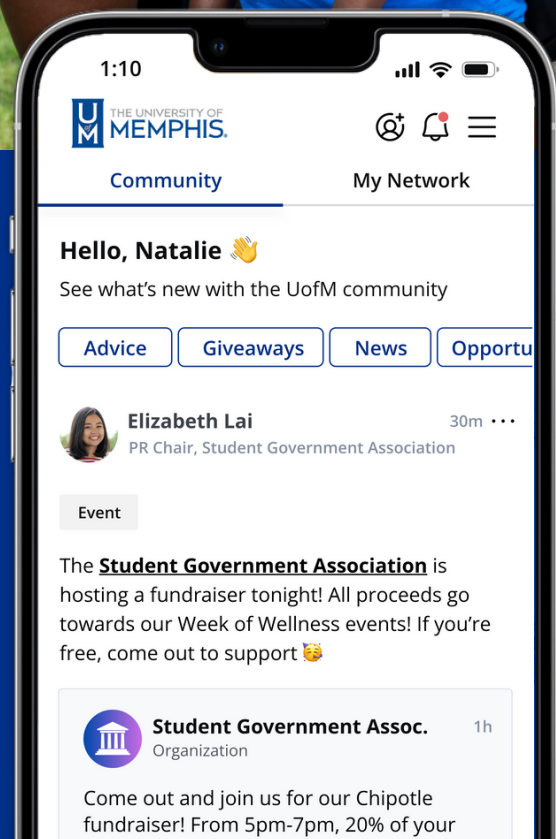 1:10
UM
THE UNIVERSITY OF
MEMPHIS.
Community My Network
Hello, Natalie 👋
See what’s new with the UofM community
Advice Giveaways News Opportu
Elizabeth Lai 30m
PR Chair, Student Government Association
Event
The Student Government Association is
hosting a fundraiser tonight! All proceeds go
towards our Week of Wellness events! If you’re
free, come out to support 🥳
Student Government Assoc. 1h
Organization
Come out and join us for our Chipotle
fundraiser! From 5pm-7pm, 20% of your